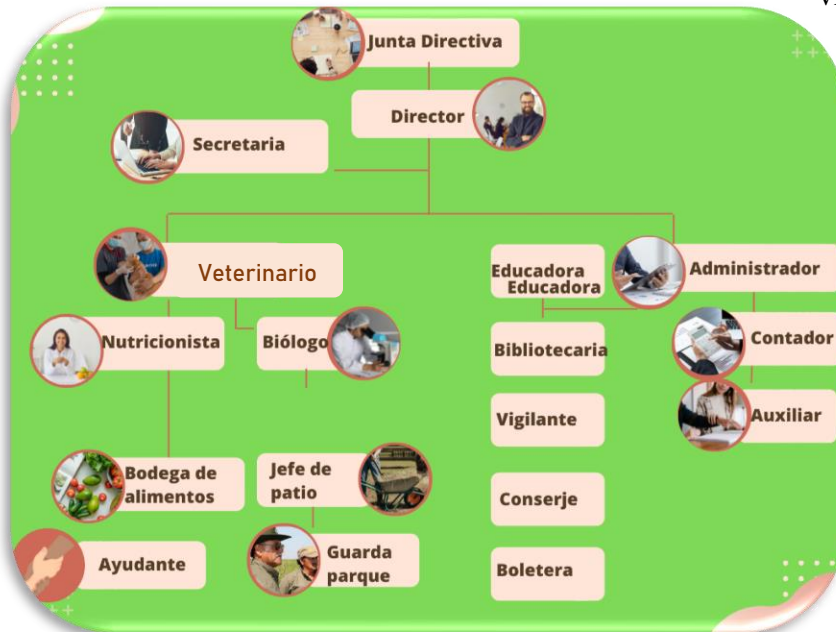 Junta Directiva
Director
Secretaria
Veterinario
Educadora
Educadora
Administrador
Nutricionista
Biólogo
Bibliotecaria
Contador
Vigilante
Auxiliar
Bodega de
alimentos
Jefe de
patio
Conserje
Ayudante
Guarda
parque
Boletera